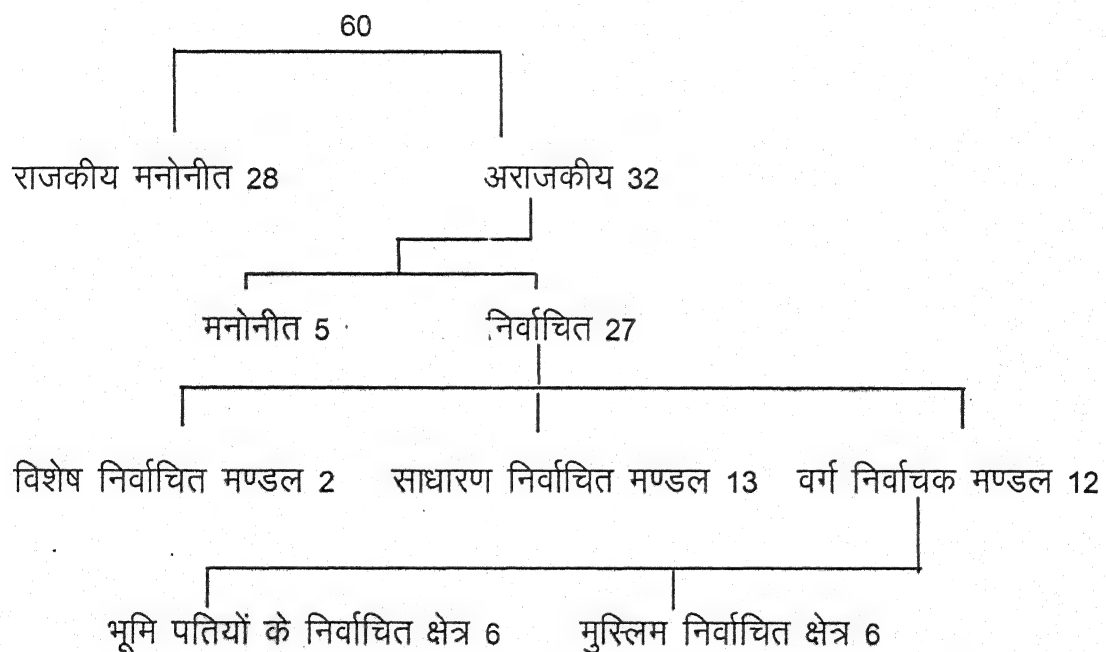 60
राजकीय मनोनीत 28 अराजकीय 32
मनोनीत 5 निर्वाचित 27
विशेष निर्वाचित मण्डल 2 साधारण निर्वाचित मण्डल 13 वर्ग निर्वाचक मण्डल 12
भूमि पतियों के निर्वाचित क्षेत्र 6 मुस्लिम निर्वाचित क्षेत्र 6